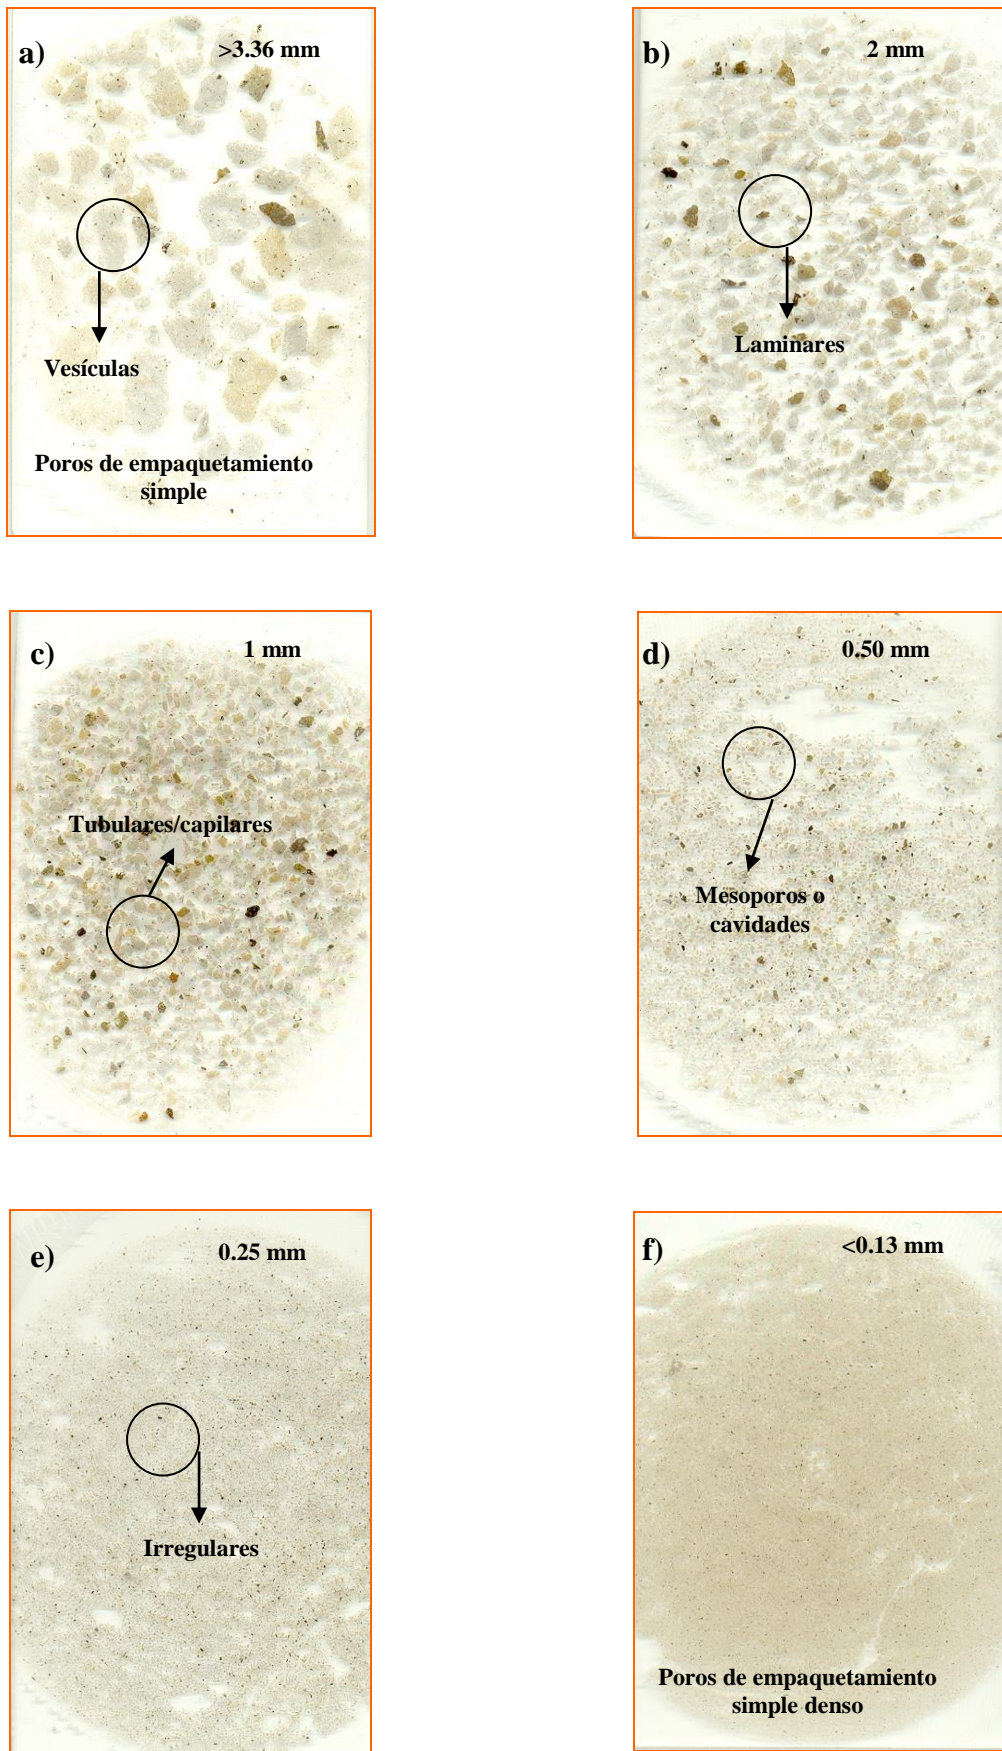 a)
>3.36 mm
Vesículas
Poros de empaquetamiento
simple
b)
2 mm
Laminares
c)
1 mm
Tubulares/capilares
d)
0.50 mm
Mesoporos o
cavidades
e)
0.25 mm
Irregulares
f)
<0.13 mm
Poros de empaquetamiento
simple denso